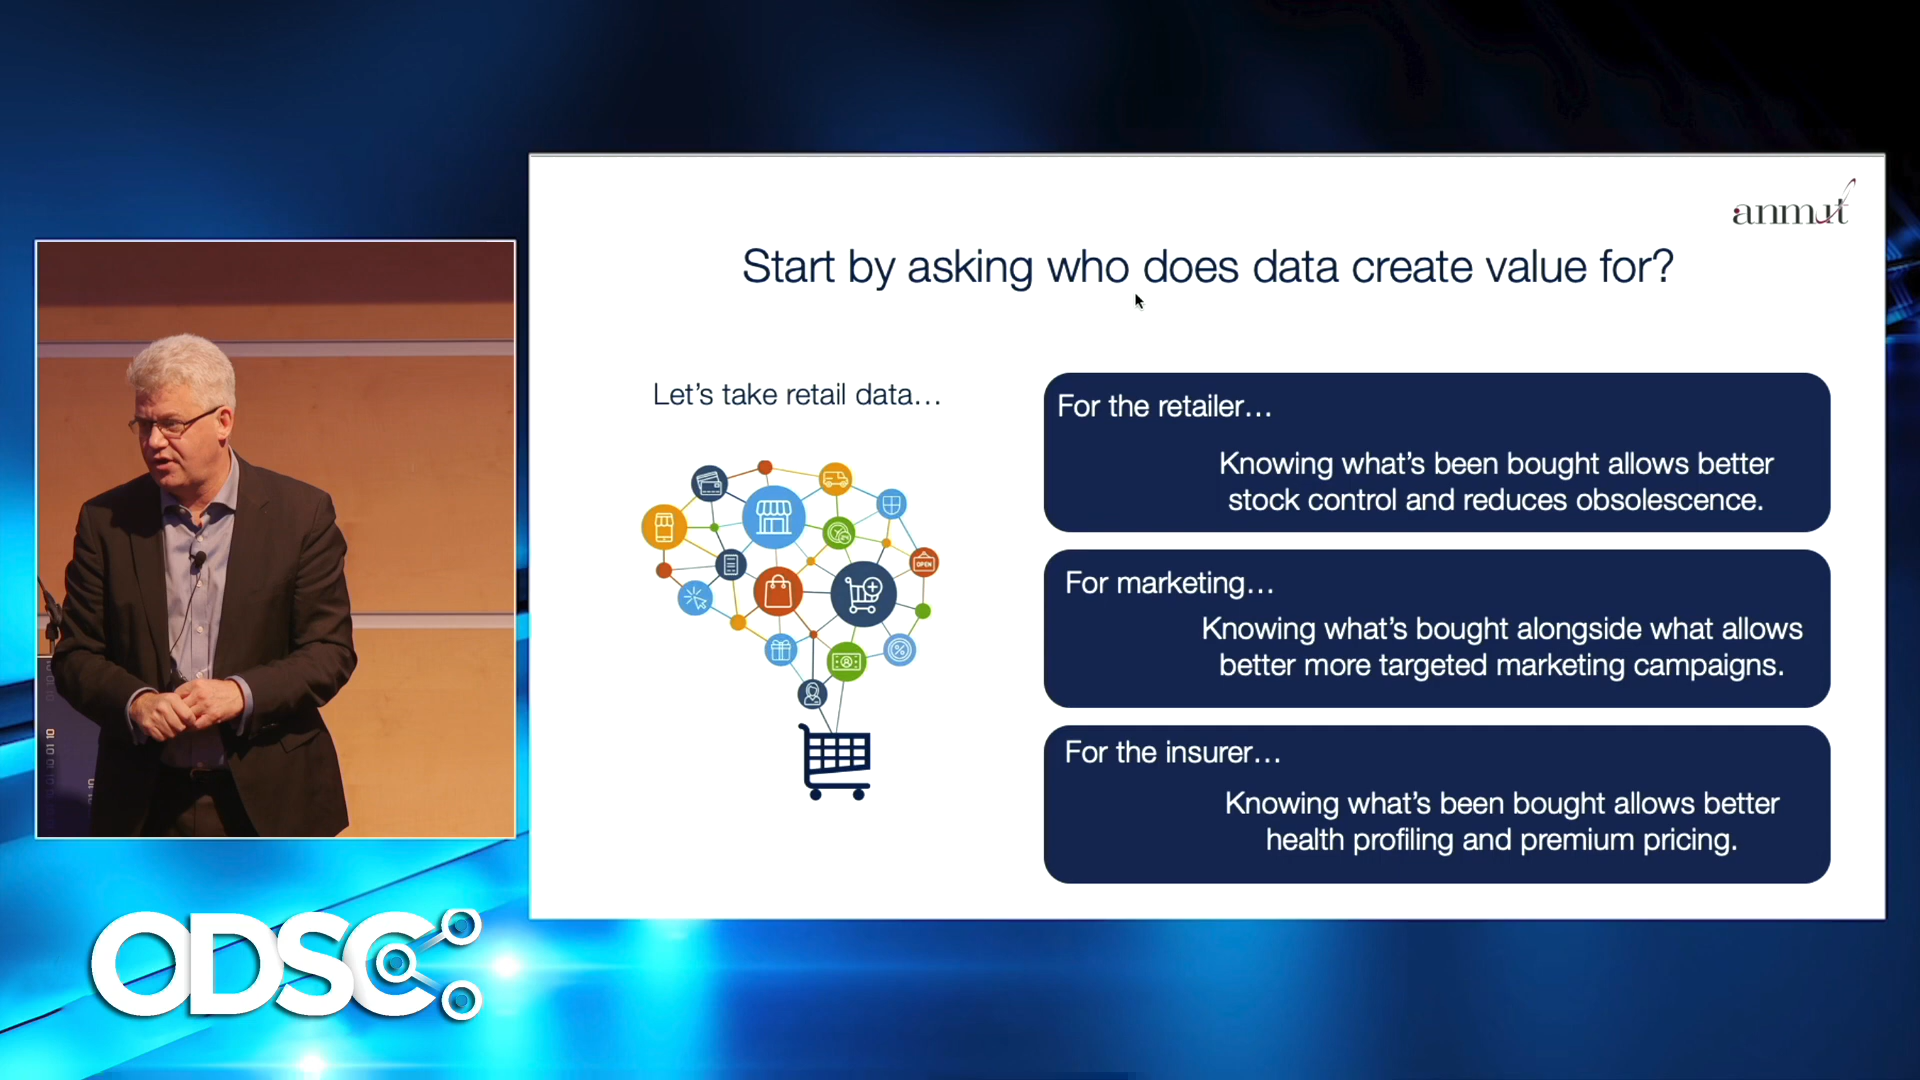 anmut
Start by asking who does data create value for?
Let's take retail data...
For the retailer...
Knowing what's been bought allows better
stock control and reduces obsolescence.
For marketing...
Knowing what's bought alongside what allows
better more targeted marketing campaigns.
For the insurer...
Knowing what's been bought allows better
health profiling and premium pricing.
OPEN
ODSC